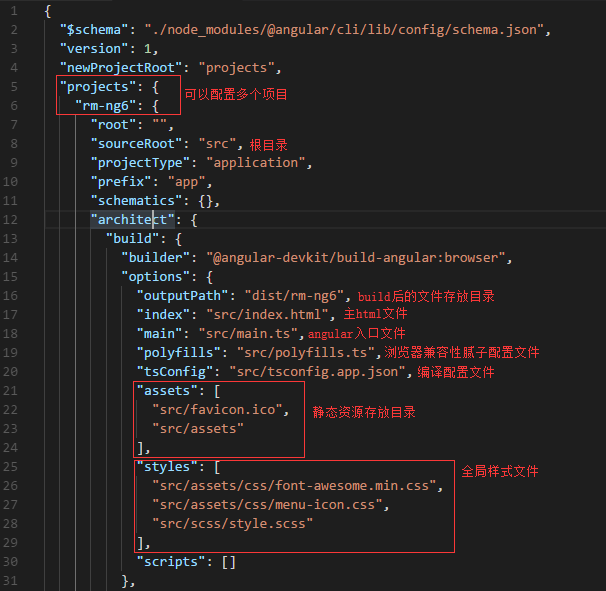 1 {
2 "$schema": "./node_modules/@angular/cli/lib/config/schema.json",
3 "version": 1,
4 "newProjectRoot": "projects",
5 "projects": { 可以配置多个项目
6 "rm-ng6": {
7 "root": "",
8 "sourceRoot": "src", 根目录
9 "projectType": "application",
10 "prefix": "app",
11 "schematics": {},
12 "architect": {
13 "build": {
14 "builder": "@angular-devkit/build-angular:browser",
15 "options": {
16 "outputPath": "dist/rm-ng6", build后的文件存放目录
17 "index": "src/index.html", 主html文件
18 "main": "src/main.ts", angular入口文件
19 "polyfills": "src/polyfills.ts", 浏览器兼容性腻子配置文件
20 "tsConfig": "src/tsconfig.app.json", 编译配置文件
21 "assets": [
22 "src/favicon.ico", 静态资源存放目录
23 "src/assets"
24 ],
25 "styles": [ 全局样式文件
26 "src/assets/css/font-awesome.min.css",
27 "src/assets/css/menu-icon.css",
28 "src/scss/style.scss"
29 ],
30 "scripts": []
31 },